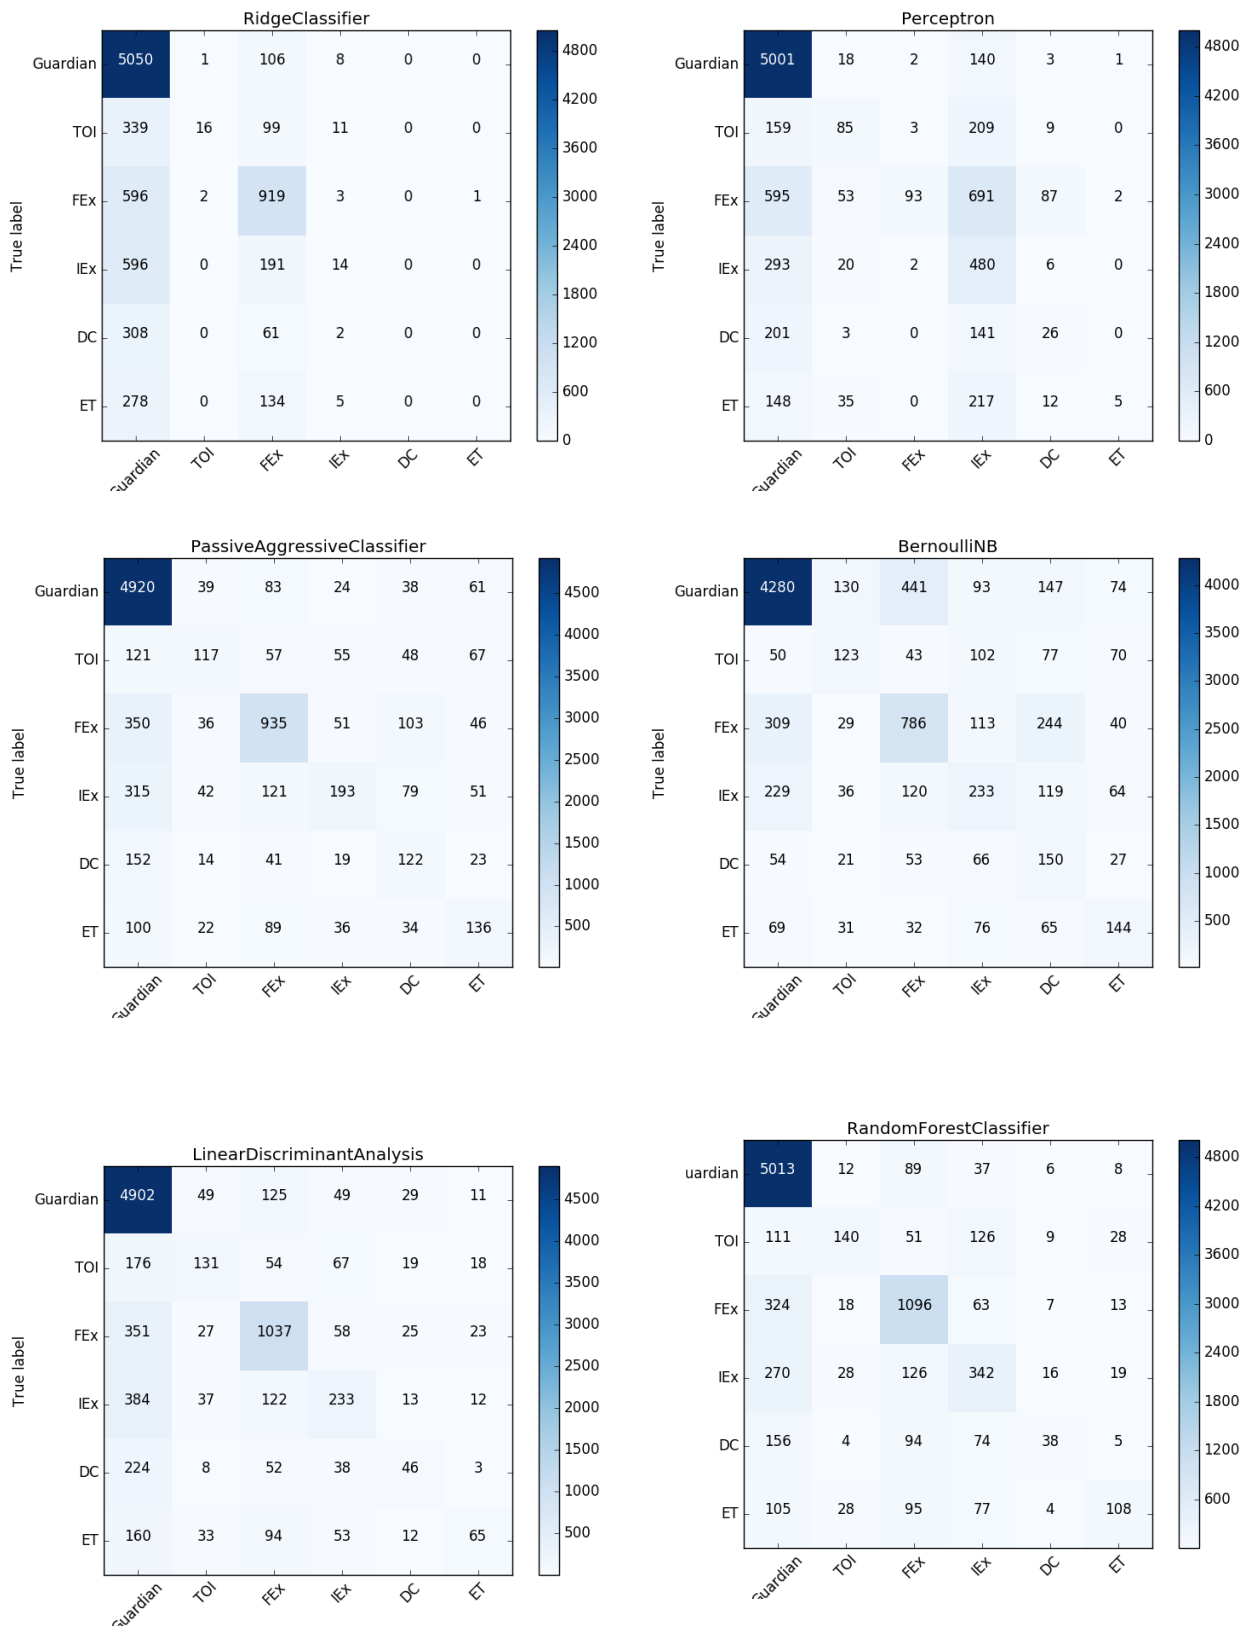 RidgeClassifier
True label
4800
Guardian 5050 1 106 8 0 0
4200
TOI 339 16 99 11 0 0
3600
3000
FEx 596 2 919 3 0 1
2400
IEx 596 0 191 14 0 0
1800
DC 308 0 61 2 0 0
1200
600
ET 278 0 134 5 0 0
0
Guardian TOI FEx IEx DC ET
Perceptron
True label
4800
Guardian 5001 18 2 140 3 1
4200
TOI 159 85 3 209 9 0
3600
3000
FEx 595 53 93 691 87 2
2400
IEx 293 20 2 480 6 0
1800
DC 201 3 0 141 26 0
1200
600
ET 148 35 0 217 12 5
0
Guardian TOI FEx IEx DC ET
PassiveAggressiveClassifier
True label
Guardian 4920 39 83 24 38 61
4500
4000
TOI 121 117 57 55 48 67
3500
3000
FEx 350 36 935 51 103 46
2500
2000
IEx 315 42 121 193 79 51
1500
DC 152 14 41 19 122 23
1000
500
ET 100 22 89 36 34 136
Guardian TOI FEx IEx DC ET
BernoulliNB
True label
Guardian 4280 130 441 93 147 74
4000
3500
TOI 50 123 43 102 77 70
3000
2500
FEx 309 29 786 113 244 40
2000
IEx 229 36 120 233 119 64
1500
DC 54 21 53 66 150 27
1000
500
ET 69 31 32 76 65 144
Guardian TOI FEx IEx DC ET
LinearDiscriminantAnalysis
True label
Guardian 4902 49 125 49 29 11
4500
4000
TOI 176 131 54 67 19 18
3500
3000
FEx 351 27 1037 58 25 23
2500
2000
IEx 384 37 122 233 13 12
1500
DC 224 8 52 38 46 3
1000
500
ET 160 33 94 53 12 65
Guardian TOI FEx IEx DC ET
RandomForestClassifier
4800
uardian 5013 12 89 37 6 8
4200
TOI 111 140 51 126 9 28
3600
3000
FEx 324 18 1096 63 7 13
2400
IEx 270 28 126 342 16 19
1800
DC 156 4 94 74 38 5
1200
600
ET 105 28 95 77 4 108
Guardian TOI FEx IEx DC ET